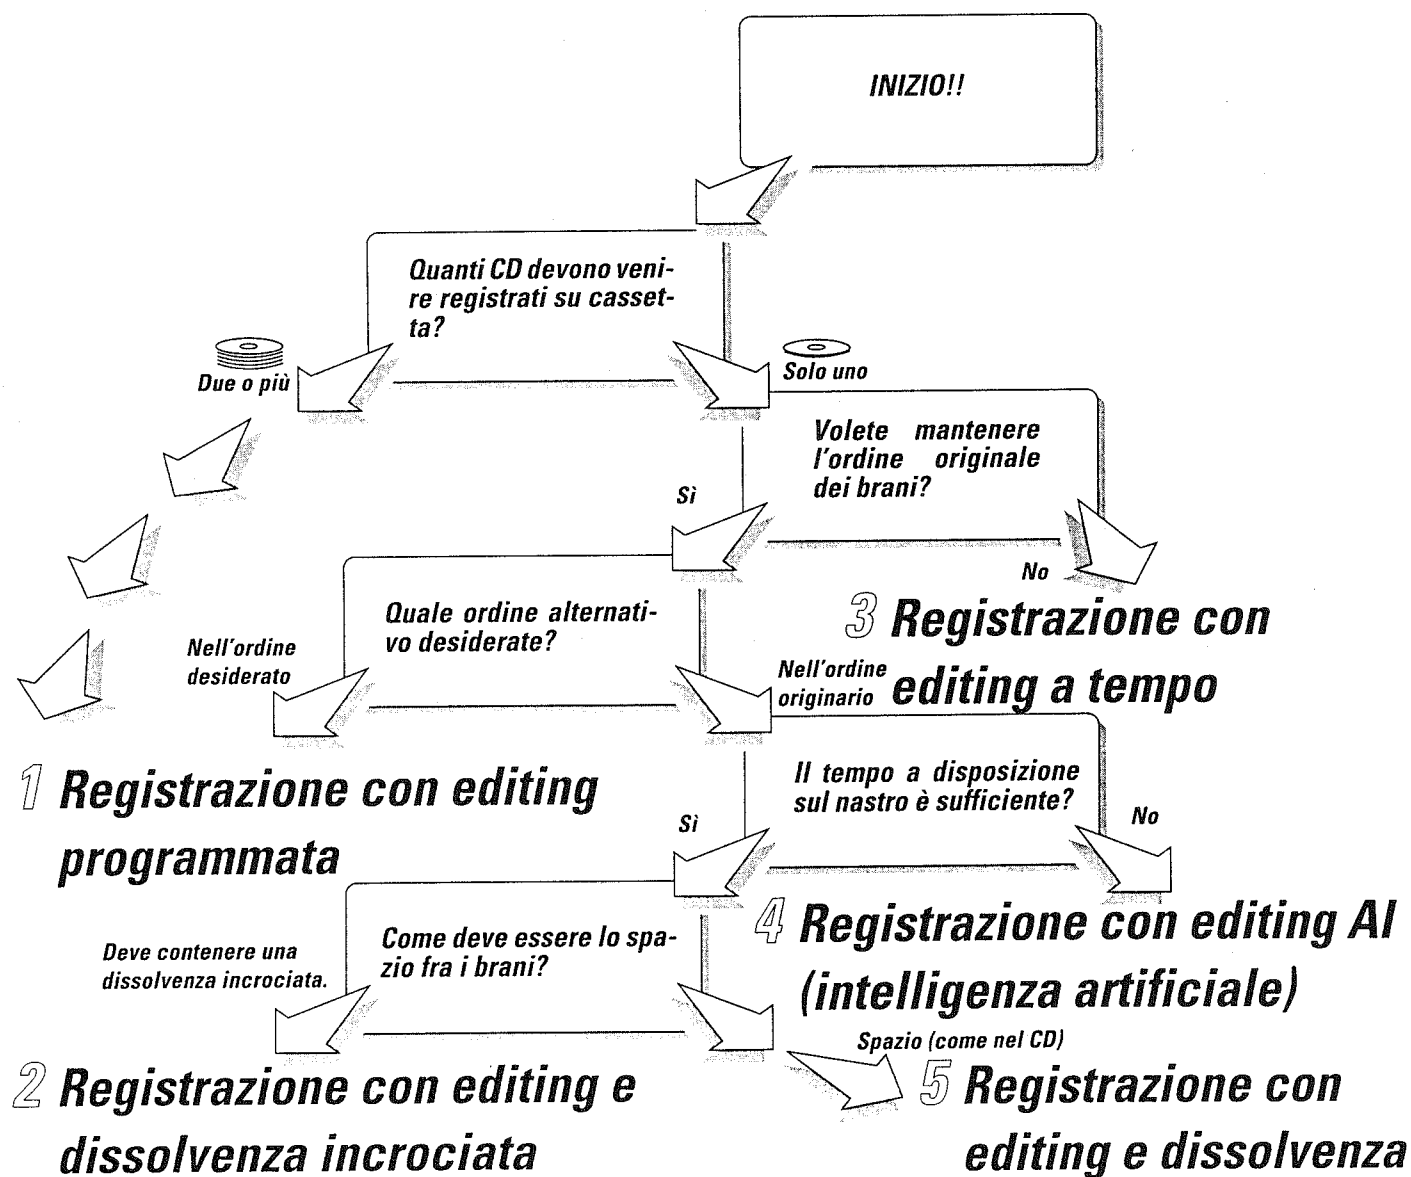 INIZIO!!
Quanti CD devono veni-
re registrati su casset-
ta?
Due o più
Solo uno
Volete mantenere
l'ordine originale
dei brani?
Sì
No
3 Registrazione con
editing a tempo
Quale ordine alternati-
vo desiderate?
Nell'ordine
desiderato
Nell'ordine
originario
1 Registrazione con editing
programmata
Il tempo a disposizione
sul nastro è sufficiente?
Sì
No
4 Registrazione con editing AI
(intelligenza artificiale)
Come deve essere lo spa-
zio fra i brani?
Deve contenere una
dissolvenza incrociata.
Spazio (come nel CD)
2 Registrazione con editing e
dissolvenza incrociata
5 Registrazione con
editing e dissolvenza